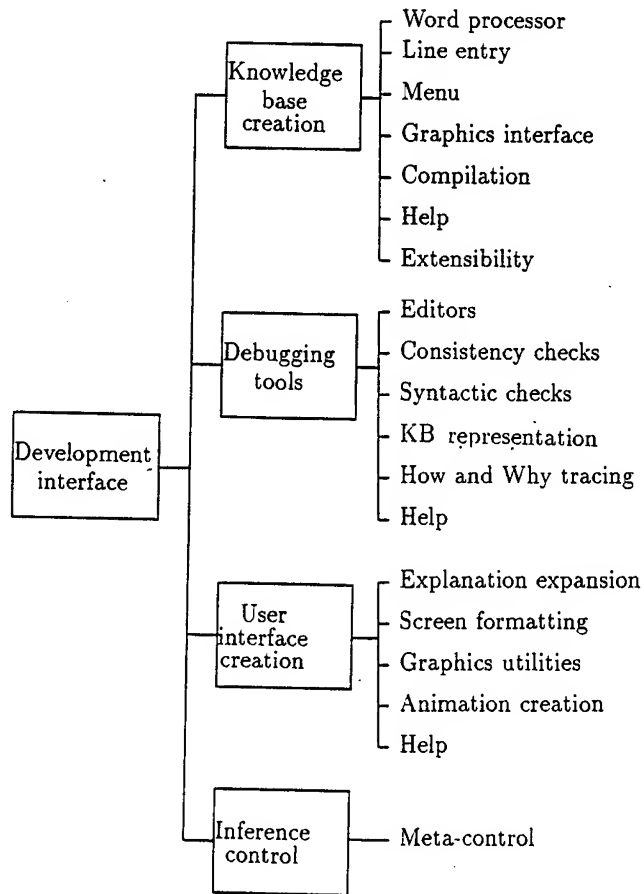 Word processor
Line entry
Knowledge
base
creation
Menu
Graphics interface
Compilation
Help
Extensibility
Editors
Debugging
tools
Consistency checks
Syntactic checks
KB representation
How and Why tracing
Help
Development
interface
Explanation expansion
User
interface
creation
Screen formatting
Graphics utilities
Animation creation
Help
Inference
control
Meta-control